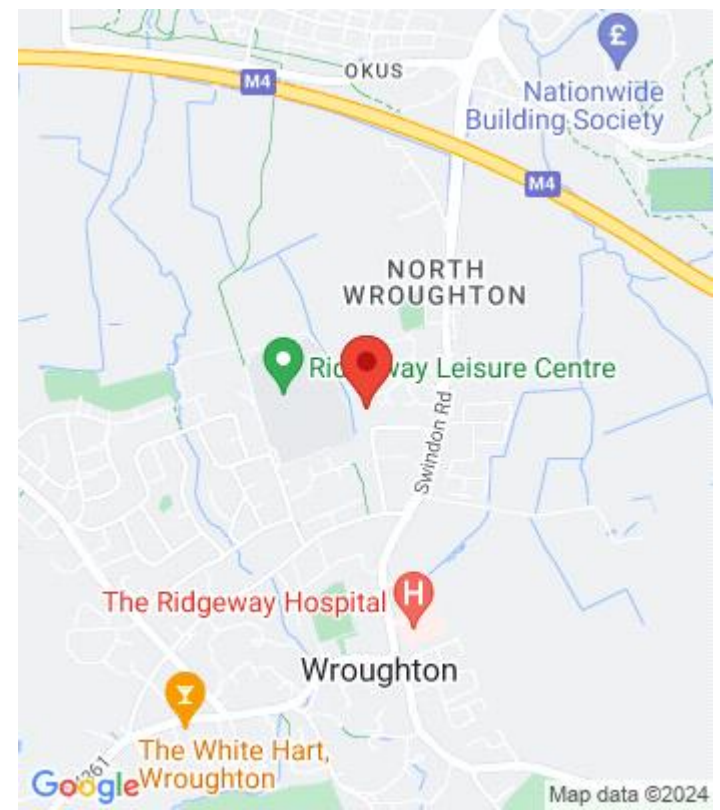 OKUS
M4
£
Nationwide
Building Society
M4
NORTH
WROUGHTON
Ridgeway Leisure Centre
Swindon Rd
The Ridgeway Hospital
H
Wroughton
The White Hart,
Wroughton
Google
Map data ©2024